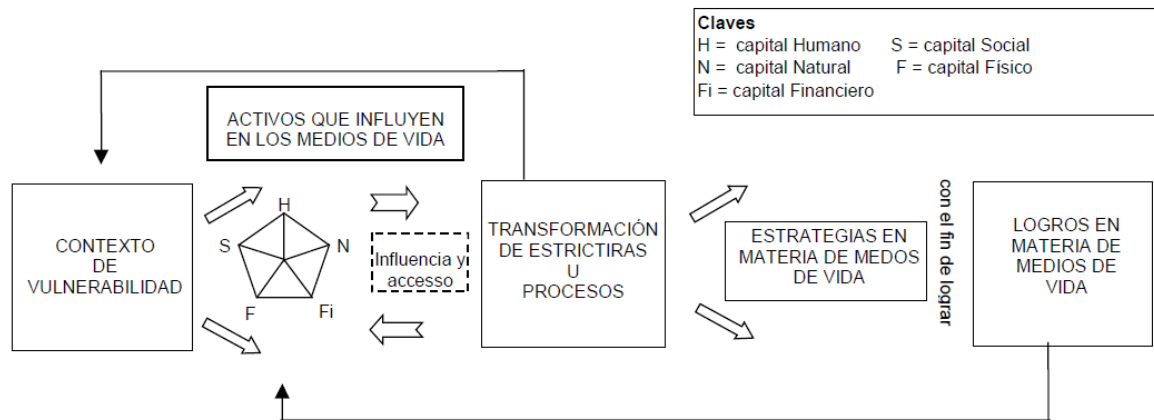 Claves
H = capital Humano S = capital Social
N = capital Natural F = capital Físico
Fi = capital Financiero
ACTIVOS QUE INFLUYEN
EN LOS MEDIOS DE VIDA
CONTEXTO
DE
VULNERABILIDAD
H
S
N
F
Fi
Influencia y
accesso
TRANSFORMACIÓN
DE ESTRICTIRAS
U
PROCESOS
ESTRATEGIAS EN
MATERIA DE MEDOS
DE VIDA
con el fin de lograr
LOGROS EN
MATERIA DE
MEDIOS DE
VIDA